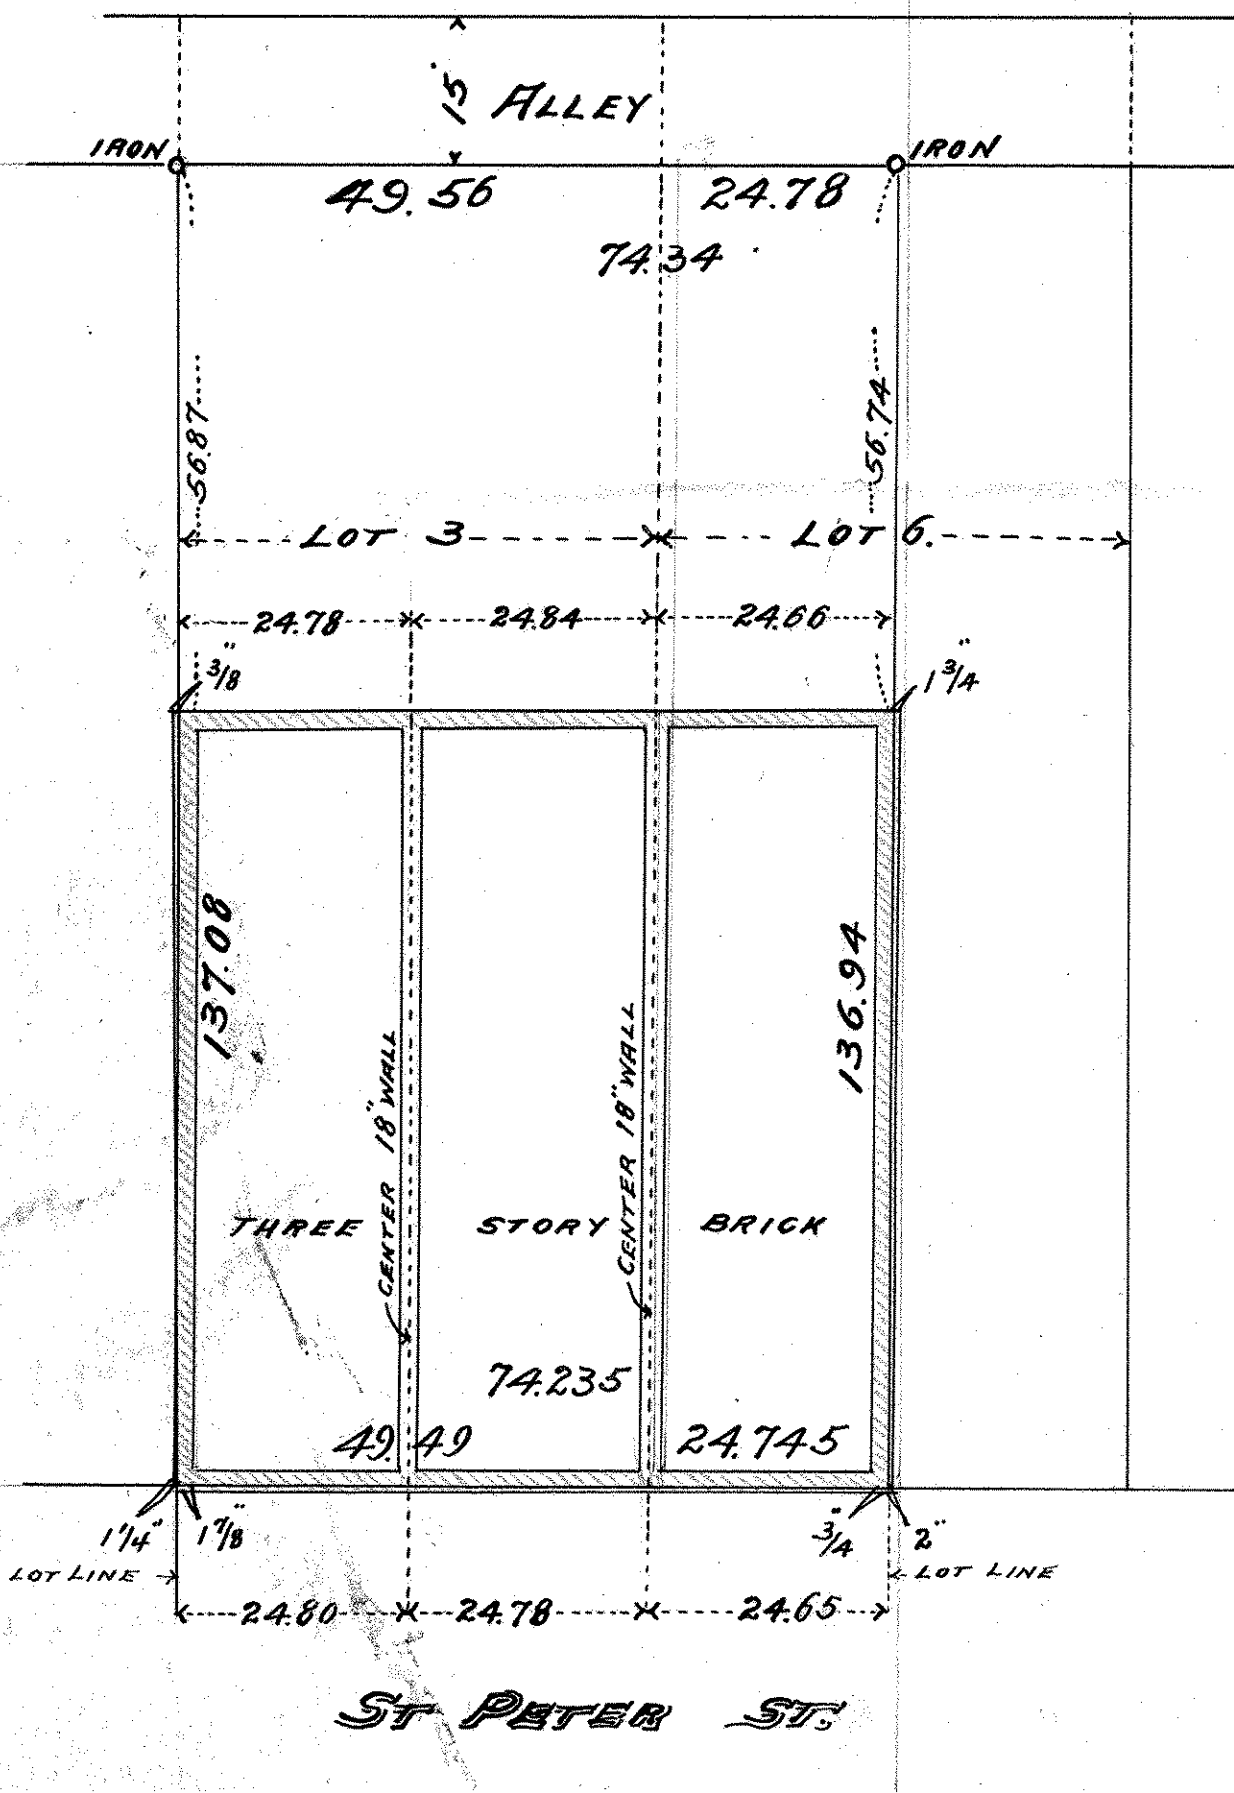 15' ALLEY
IRON IRON
49.56 24.78
74.34
56.87 56.74
LOT 3 LOT 6.
24.78 24.84 24.66
3/8" 1 3/4"
137.08 136.94
CENTER 18" WALL CENTER 18" WALL
THREE STORY BRICK
74.235
49.49 24.745
1 1/4" 1 7/8" 3/4" 2"
LOT LINE LOT LINE
24.80 24.78 24.65
ST PETER ST.